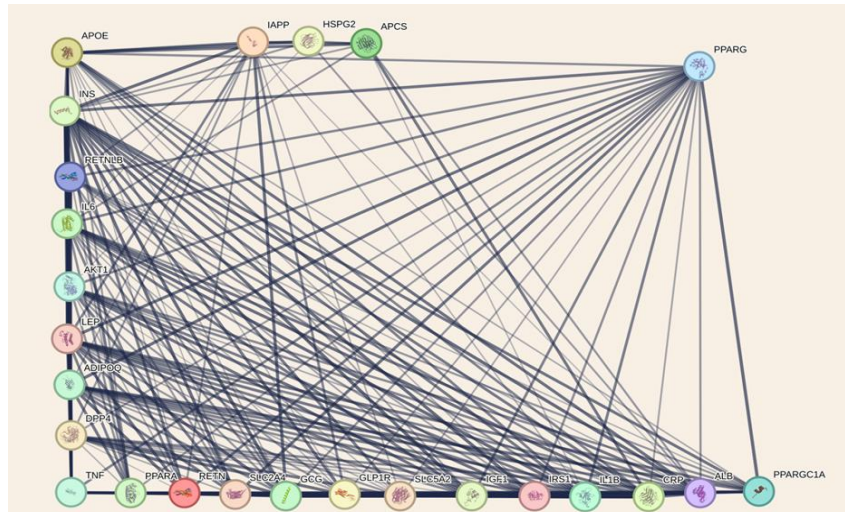 APOE
IAPP
HSPG2
APCS
PPARG
INS
RETNLB
IL6
AKT1
LEP
ADIPOQ
DPP4
TNF
PPARA
RETN
SLC2A4
GCG
GLP1R
SLC5A2
IGF1
IRS1
IL1B
CRP
ALB
PPARGC1A